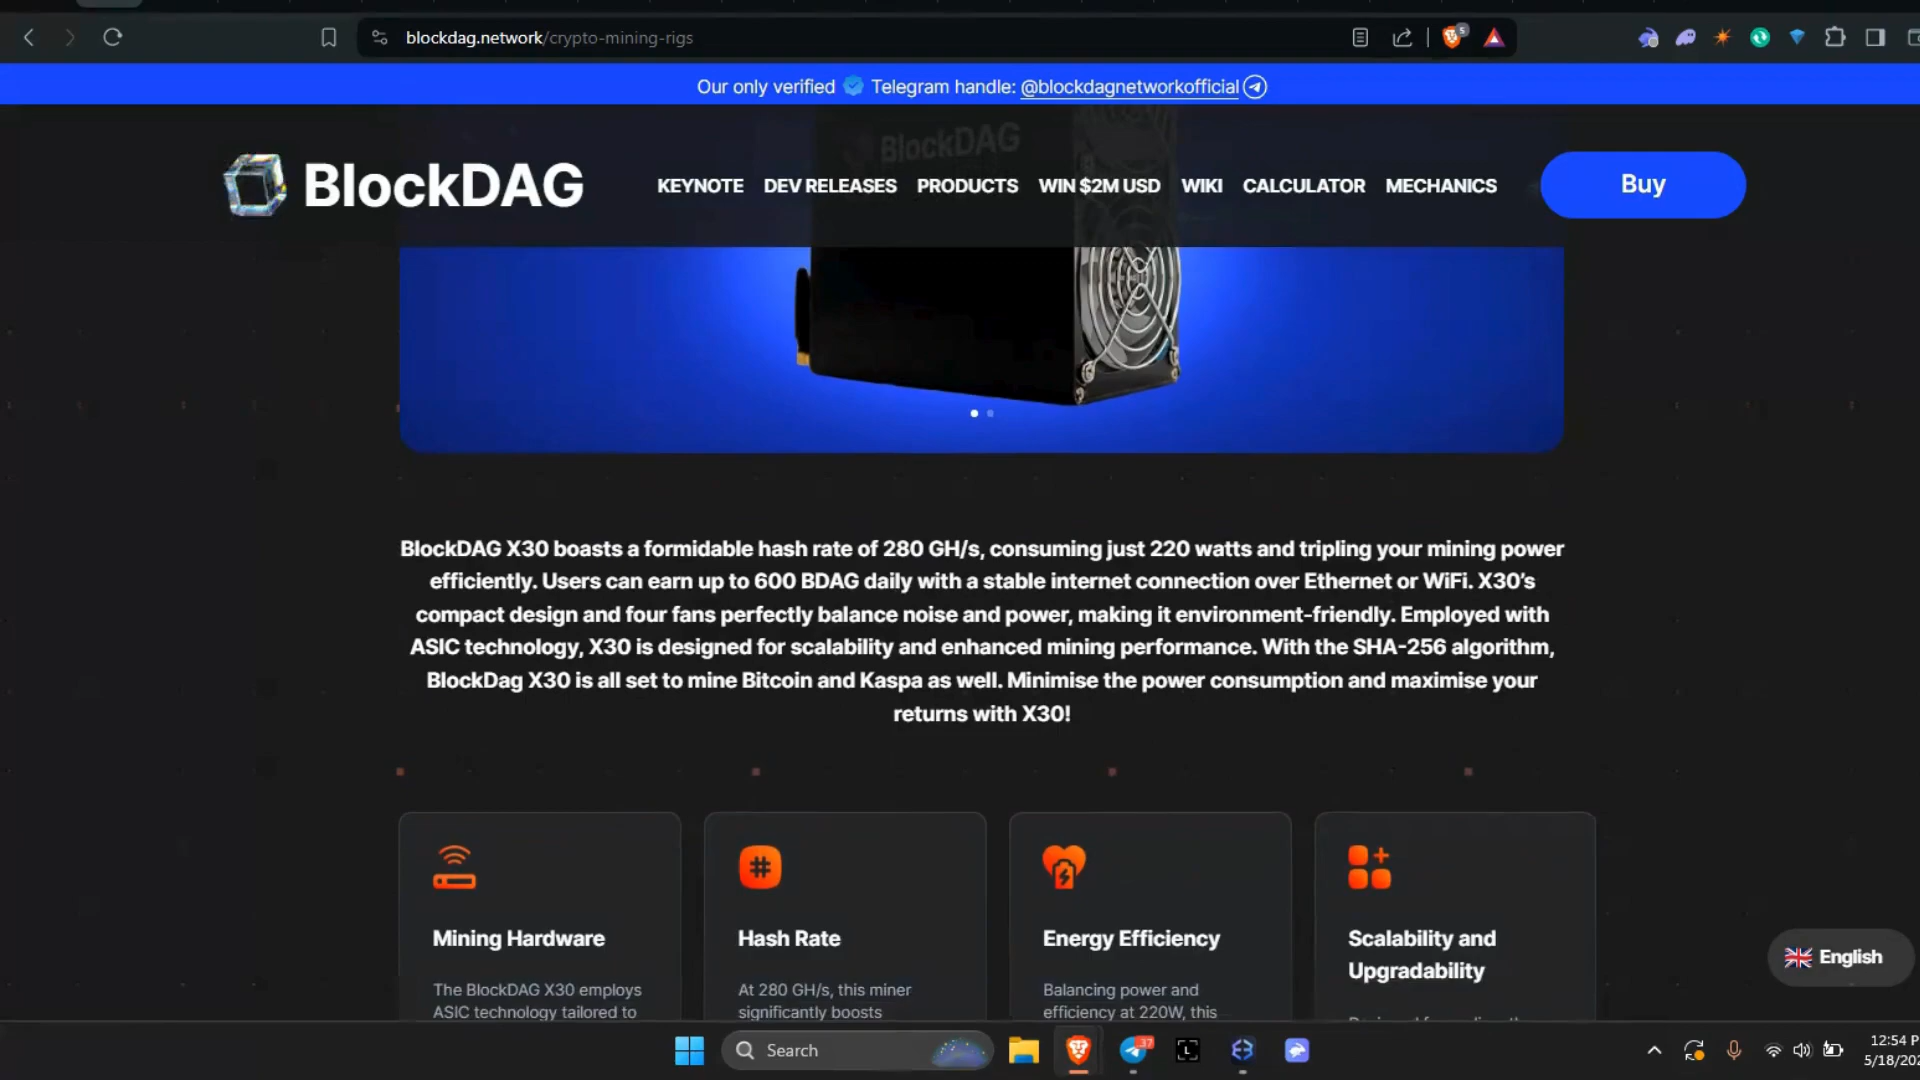 blockdag.network/crypto-mining-rigs
5
Our only verified Telegram handle: @blockdagnetworkofficial
BlockDAG
BlockDAG
KEYNOTE DEV RELEASES PRODUCTS WIN $2M USD WIKI CALCULATOR MECHANICS
Buy
BlockDAG X30 boasts a formidable hash rate of 280 GH/s, consuming just 220 watts and tripling your mining power
efficiently. Users can earn up to 600 BDAG daily with a stable internet connection over Ethernet or WiFi. X30’s
compact design and four fans perfectly balance noise and power, making it environment-friendly. Employed with
ASIC technology, X30 is designed for scalability and enhanced mining performance. With the SHA-256 algorithm,
BlockDag X30 is all set to mine Bitcoin and Kaspa as well. Minimise the power consumption and maximise your
returns with X30!
#
Mining Hardware
The BlockDAG X30 employs
ASIC technology tailored to
Hash Rate
At 280 GH/s, this miner
significantly boosts
Energy Efficiency
Balancing power and
efficiency at 220W, this
Scalability and
Upgradability
English
Search
37
L
12:54 P
5/18/202